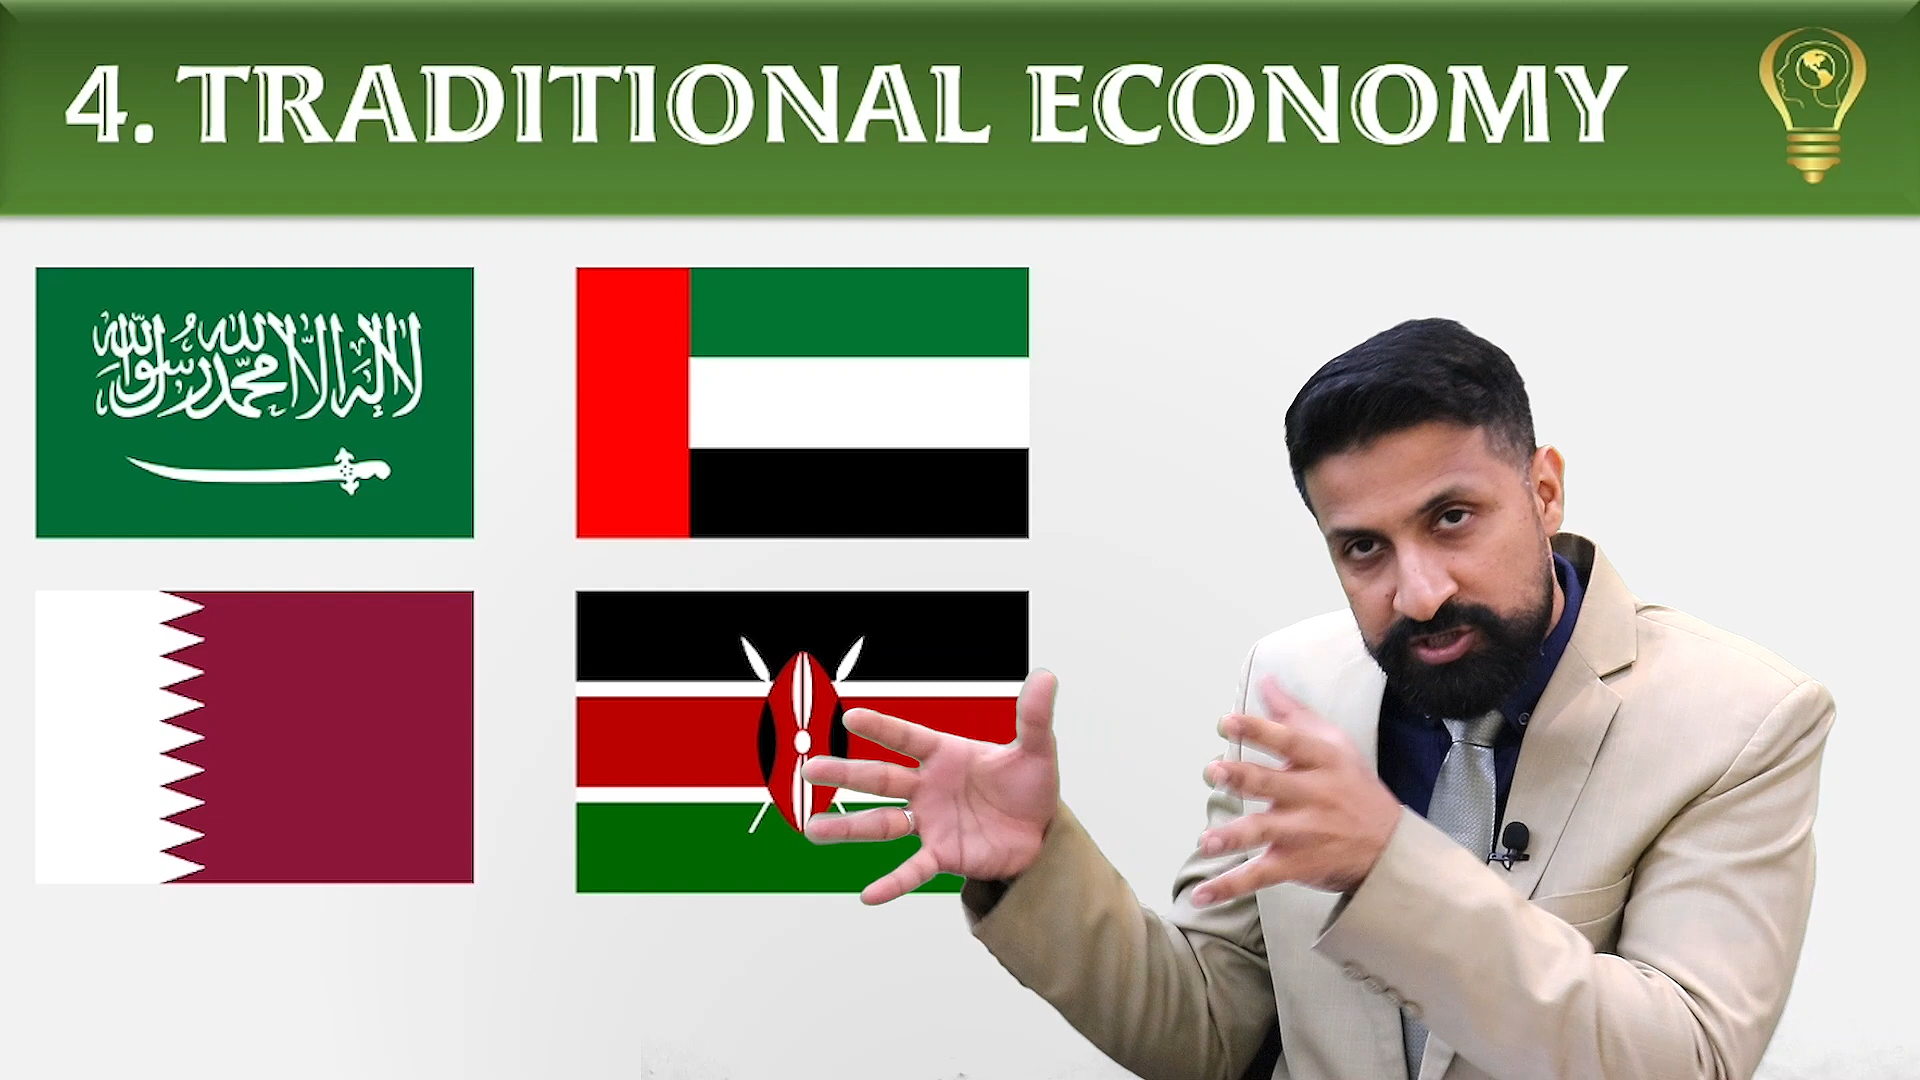 4. TRADITIONAL ECONOMY
لا إله إلا الله محمد رسول الله